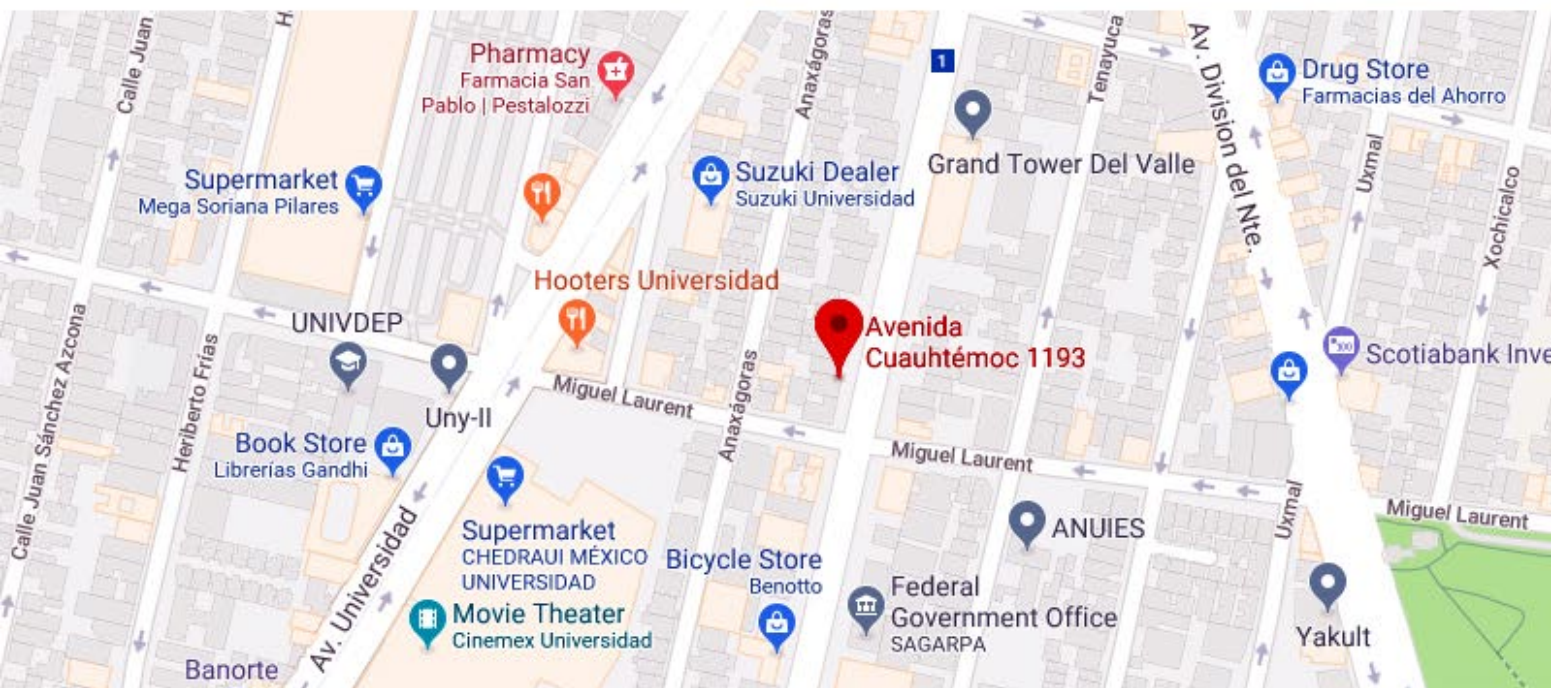 Calle Juan
H
Pharmacy
Farmacia San
Pablo | Pestalozzi
Anaxágoras
1
Tenayuca
Av. Division del Nte.
Drug Store
Farmacias del Ahorro
Supermarket
Mega Soriana Pilares
Suzuki Dealer
Suzuki Universidad
Grand Tower Del Valle
Uxmal
Xochicalco
Hooters Universidad
UNIVDEP
Avenida
Cuauhtémoc 1193
Scotiabank Inve
Calle Juan Sánchez Azcona
Heriberto Frías
Uny-II
Miguel Laurent
Anaxágoras
Book Store
Librerías Gandhi
Miguel Laurent
Supermarket
CHEDRAUI MÉXICO
UNIVERSIDAD
ANUIES
Uxmal
Miguel Laurent
Av. Universidad
Bicycle Store
Benotto
Federal
Government Office
SAGARPA
Movie Theater
Cinemex Universidad
Yakult
Banorte